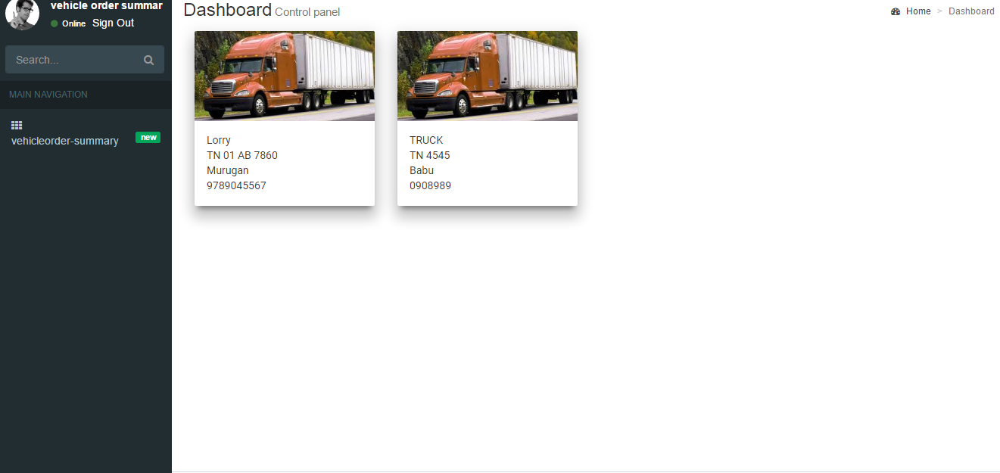 vehicle order summar
Online Sign Out
Search...
MAIN NAVIGATION
vehicleorder-summary new
Dashboard Control panel
Home > Dashboard
Lorry
TN 01 AB 7860
Murugan
9789045567
TRUCK
TN 4545
Babu
0908989